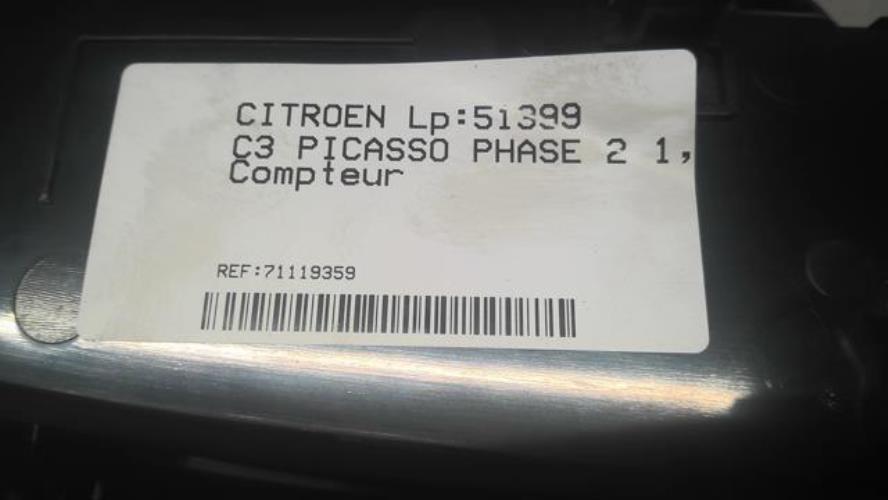 CITROEN Lp:51399
C3 PICASSO PHASE 2 1,
Compteur
REF:71119359